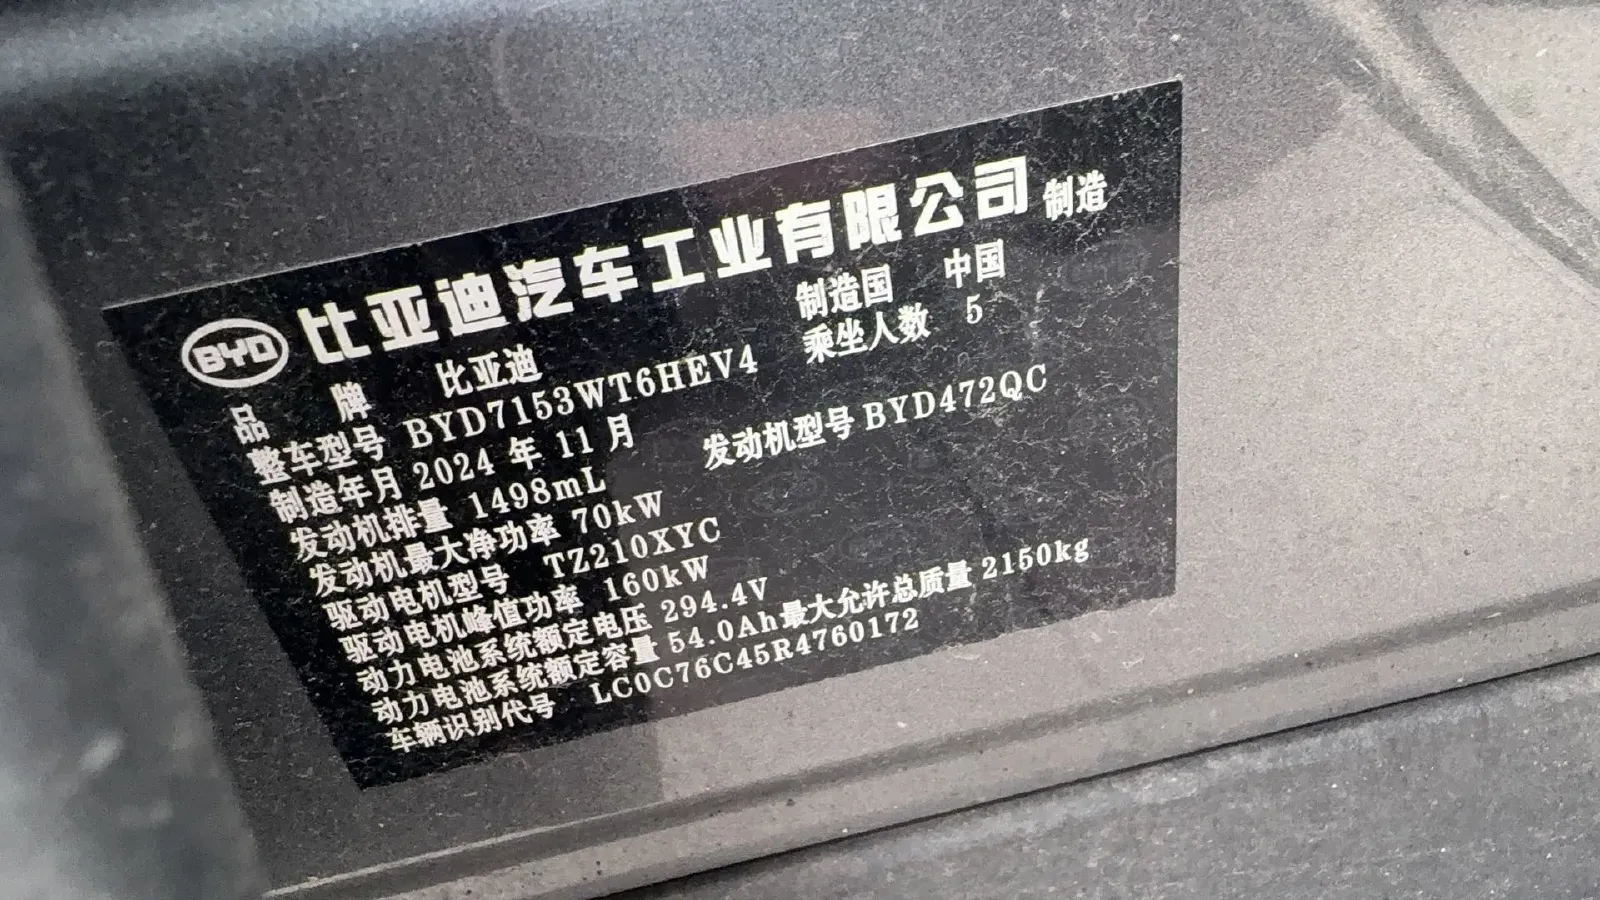 BYD 比亚迪汽车工业有限公司 制造
品牌 比亚迪 制造国 中国
整车型号 BYD7153WT6HEV4 乘坐人数 5
制造年月 2024 年 11 月
发动机排量 1498mL 发动机型号 BYD472QC
发动机最大净功率 70kW
驱动电机型号 TZ210XYC
驱动电机峰值功率 160kW
动力电池系统额定电压 294.4V
动力电池系统额定容量 54.0Ah 最大允许总质量 2150kg
车辆识别代号 LC0C76C45R4760172